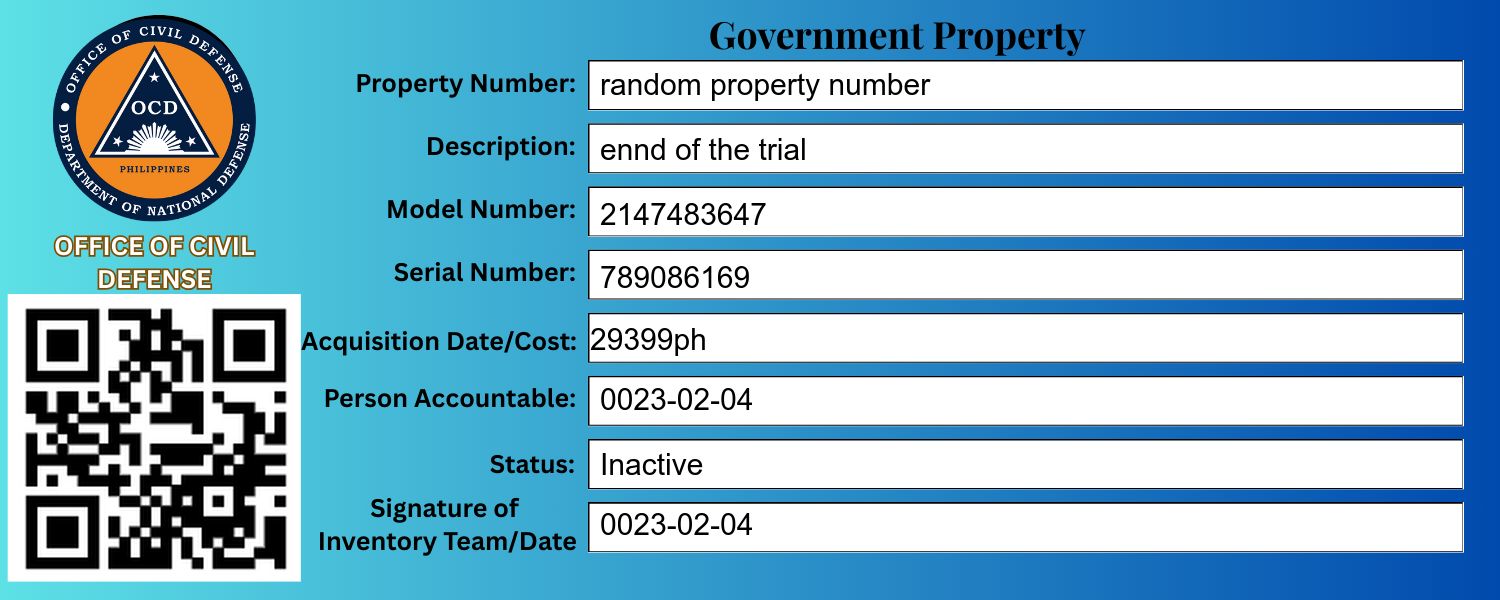 OFFICE OF CIVIL DEFENSE
OCD
PHILIPPINES
DEPARTMENT OF NATIONAL DEFENSE
OFFICE OF CIVIL
DEFENSE
Government Property
Property Number: random property number
Description: ennd of the trial
Model Number: 2147483647
Serial Number: 789086169
Acquisition Date/Cost: 29399ph
Person Accountable: 0023-02-04
Status: Inactive
Signature of
Inventory Team/Date 0023-02-04